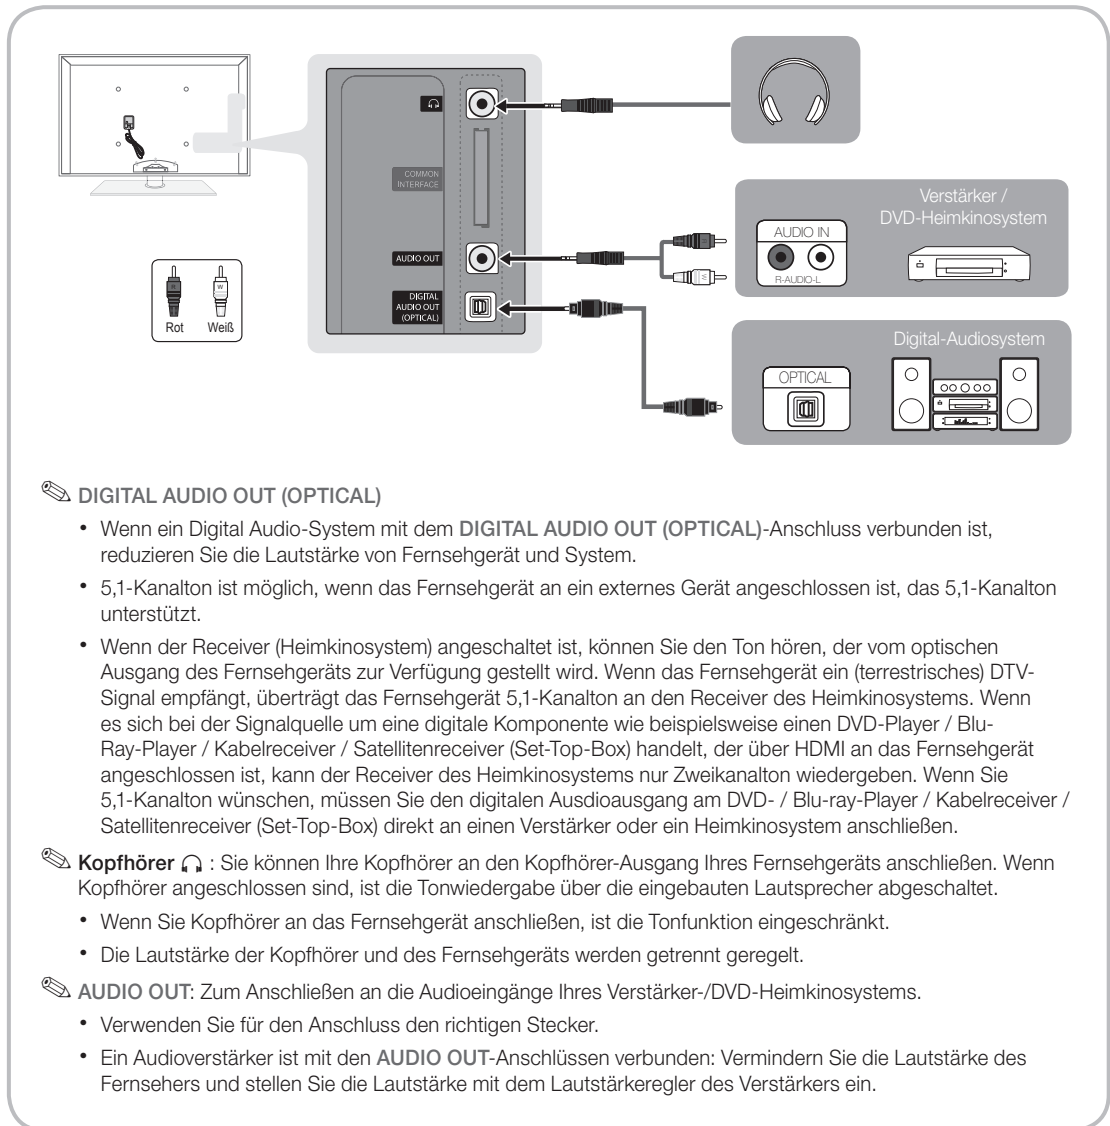 COMMON
INTERFACE
AUDIO OUT
DIGITAL
AUDIO OUT
(OPTICAL)
R
W
Rot
Weiß
R
W
Verstärker /
DVD-Heimkinosystem
AUDIO IN
R-AUDIO-L
Digital-Audiosystem
OPTICAL
DIGITAL AUDIO OUT (OPTICAL)
• Wenn ein Digital Audio-System mit dem DIGITAL AUDIO OUT (OPTICAL)-Anschluss verbunden ist,
reduzieren Sie die Lautstärke von Fernsehgerät und System.
• 5,1-Kanalton ist möglich, wenn das Fernsehgerät an ein externes Gerät angeschlossen ist, das 5,1-Kanalton
unterstützt.
• Wenn der Receiver (Heimkinosystem) angeschaltet ist, können Sie den Ton hören, der vom optischen
Ausgang des Fernsehgeräts zur Verfügung gestellt wird. Wenn das Fernsehgerät ein (terrestrisches) DTV-
Signal empfängt, überträgt das Fernsehgerät 5,1-Kanalton an den Receiver des Heimkinosystems. Wenn
es sich bei der Signalquelle um eine digitale Komponente wie beispielsweise einen DVD-Player / Blu-
Ray-Player / Kabelreceiver / Satellitenreceiver (Set-Top-Box) handelt, der über HDMI an das Fernsehgerät
angeschlossen ist, kann der Receiver des Heimkinosystems nur Zweikanalton wiedergeben. Wenn Sie
5,1-Kanalton wünschen, müssen Sie den digitalen Ausdioausgang am DVD- / Blu-ray-Player / Kabelreceiver /
Satellitenreceiver (Set-Top-Box) direkt an einen Verstärker oder ein Heimkinosystem anschließen.
Kopfhörer : Sie können Ihre Kopfhörer an den Kopfhörer-Ausgang Ihres Fernsehgeräts anschließen. Wenn
Kopfhörer angeschlossen sind, ist die Tonwiedergabe über die eingebauten Lautsprecher abgeschaltet.
• Wenn Sie Kopfhörer an das Fernsehgerät anschließen, ist die Tonfunktion eingeschränkt.
• Die Lautstärke der Kopfhörer und des Fernsehgeräts werden getrennt geregelt.
AUDIO OUT: Zum Anschließen an die Audioeingänge Ihres Verstärker-/DVD-Heimkinosystems.
• Verwenden Sie für den Anschluss den richtigen Stecker.
• Ein Audioverstärker ist mit den AUDIO OUT-Anschlüssen verbunden: Vermindern Sie die Lautstärke des
Fernsehers und stellen Sie die Lautstärke mit dem Lautstärkeregler des Verstärkers ein.